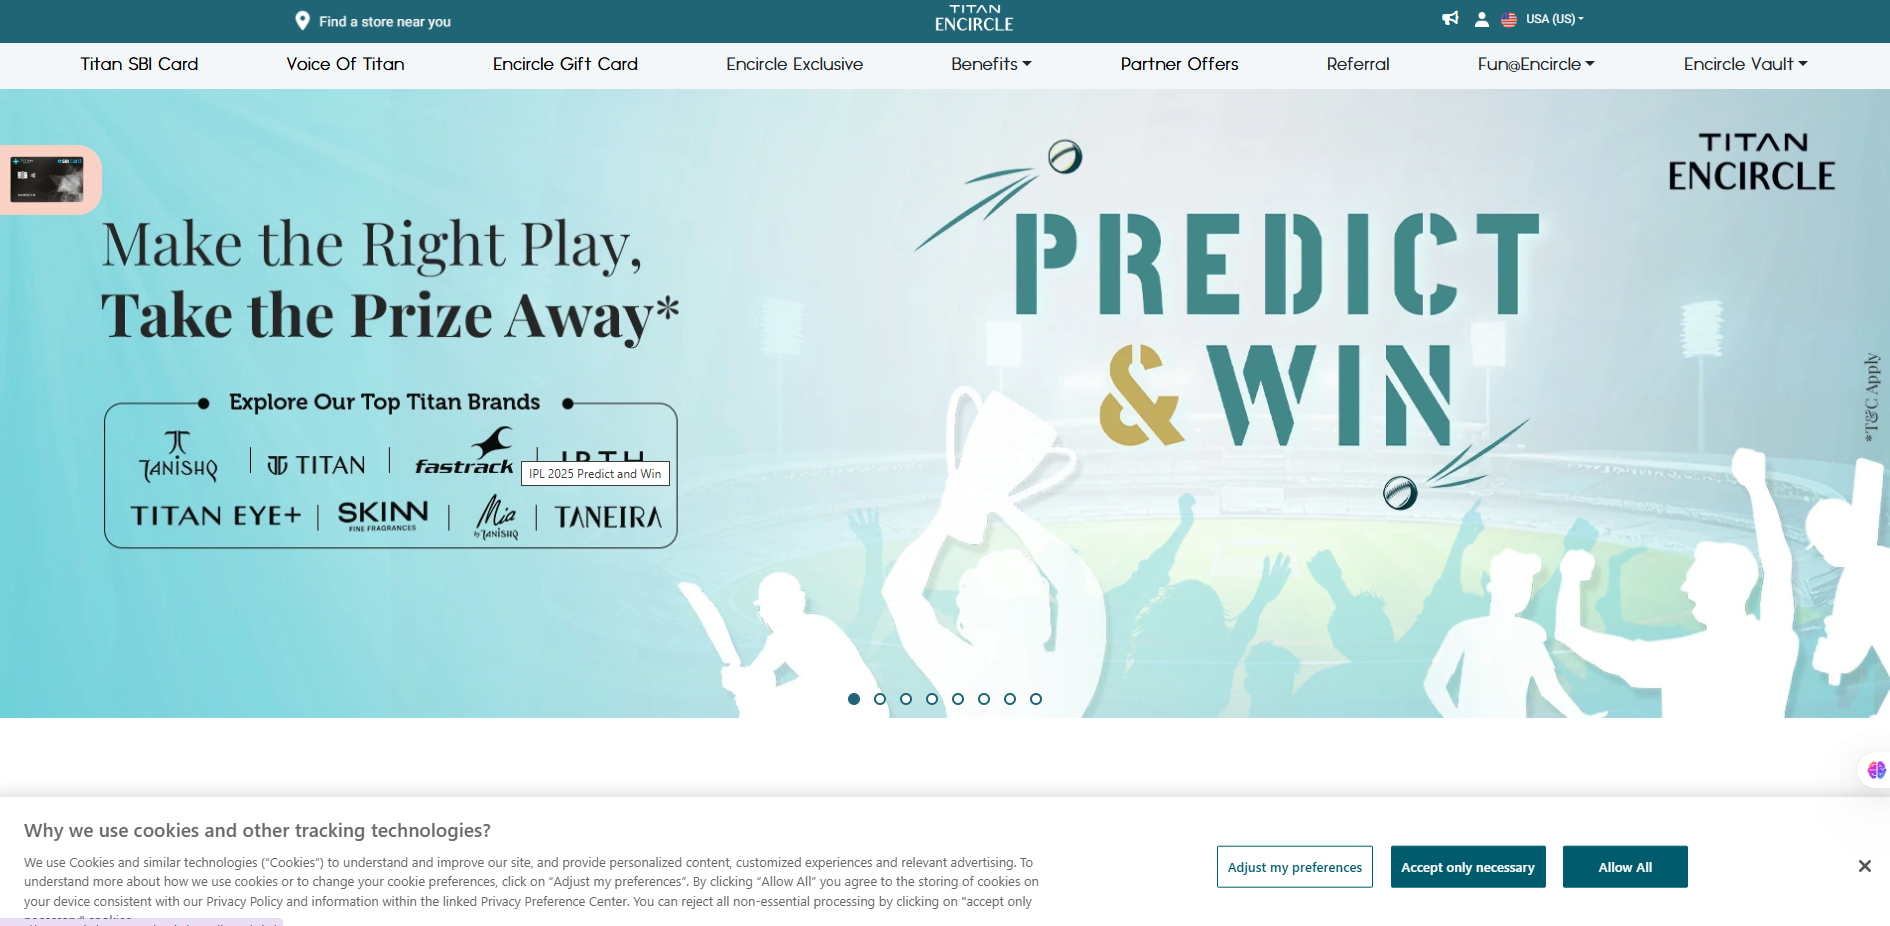 Find a store near you
TITAN
ENCIRCLE
USA (US)
Titan SBI Card
Voice Of Titan
Encircle Gift Card
Encircle Exclusive
Benefits
Partner Offers
Referral
Fun@Encircle
Encircle Vault
TITAN
ENCIRCLE
SBI card
Make the Right Play,
Take the Prize Away*
PREDICT
& WIN
*T&C Apply
Explore Our Top Titan Brands
TANISHQ
TITAN
fastrack
IPL 2025 Predict and Win
TITAN EYE+
SKINN
FINE FRAGRANCES
Mia
by TANISHQ
TANEIRA
Why we use cookies and other tracking technologies?
We use Cookies and similar technologies (“Cookies”) to understand and improve our site, and provide personalized content, customized experiences and relevant advertising. To
understand more about how we use cookies or to change your cookie preferences, click on “Adjust my preferences”. By clicking “Allow All” you agree to the storing of cookies on
your device consistent with our Privacy Policy and information within the linked Privacy Preference Center. You can reject all non-essential processing by clicking on "accept only
Adjust my preferences
Accept only necessary
Allow All